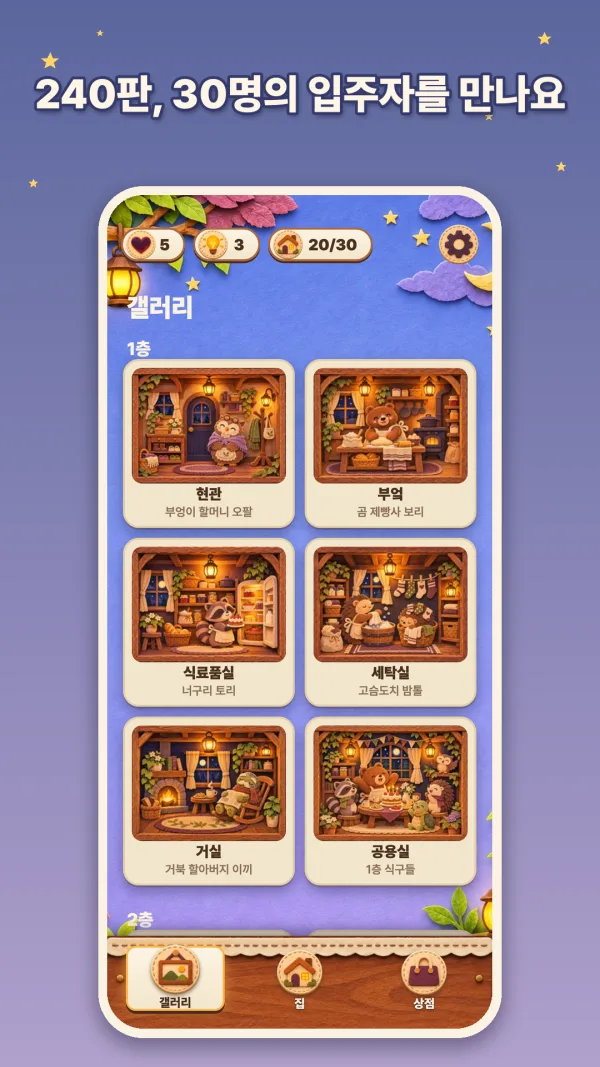 240판, 30명의 입주자를 만나요
5
3
20/30
갤러리
1층
현관
부엉이 할머니 오팔
부엌
곰 제빵사 보리
식료품실
너구리 토리
세탁실
고슴도치 밤톨
거실
거북 할아버지 이끼
공용실
1층 식구들
2층
갤러리
집
상점